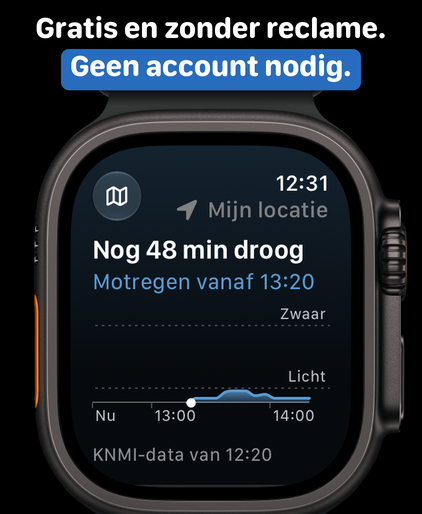 Gratis en zonder reclame.
Geen account nodig.
12:31
Mijn locatie
Nog 48 min droog
Motregen vanaf 13:20
Zwaar
Licht
Nu 13:00 14:00
KNMI-data van 12:20